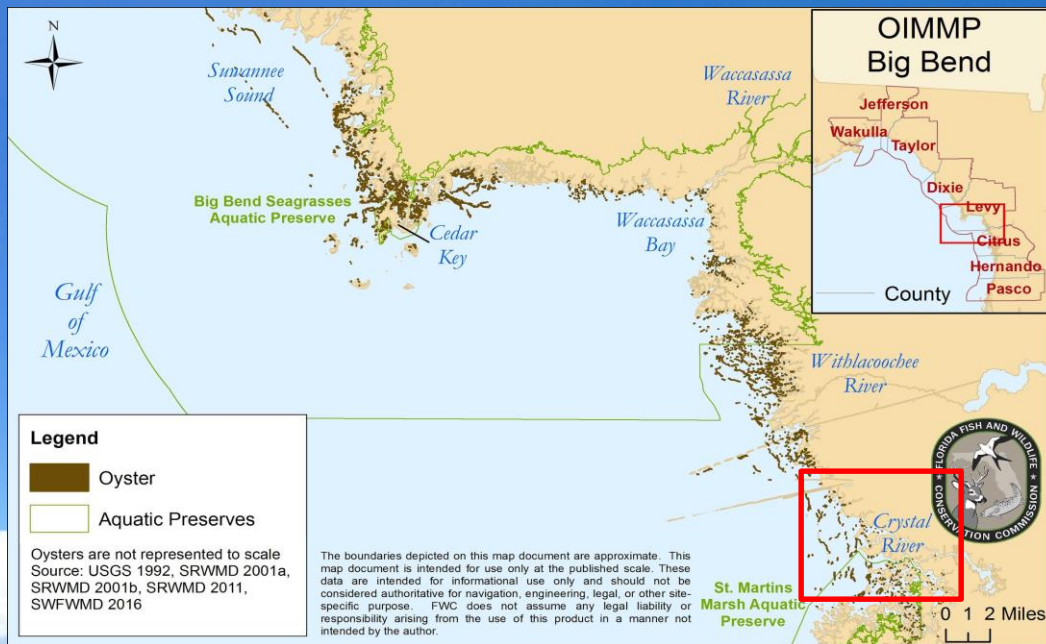 N
Suwannee
Sound
Waccasassa
River
OIMMP
Big Bend
Jefferson
Wakulla
Taylor
Dixie
Levy
Citrus
Hernando
Pasco
County
Big Bend Seagrasses
Aquatic Preserve
Cedar
Key
Waccasassa
Bay
Gulf
of
Mexico
Withlacoochee
River
Legend
Oyster
Aquatic Preserves
Oysters are not represented to scale
Source: USGS 1992, SRWMD 2001a,
SRWMD 2001b, SRWMD 2011,
SWFWMD 2016
The boundaries depicted on this map document are approximate. This
map document is intended for use only at the published scale. These
data are intended for informational use only and should not be
considered authoritative for navigation, engineering, legal, or other site-
specific purpose. FWC does not assume any legal liability or
responsibility arising from the use of this product in a manner not
intended by the author.
Crystal
River
St. Martins
Marsh Aquatic
Preserve
FLORIDA FISH AND WILDLIFE
CONSERVATION COMMISSION
0 1 2 Miles